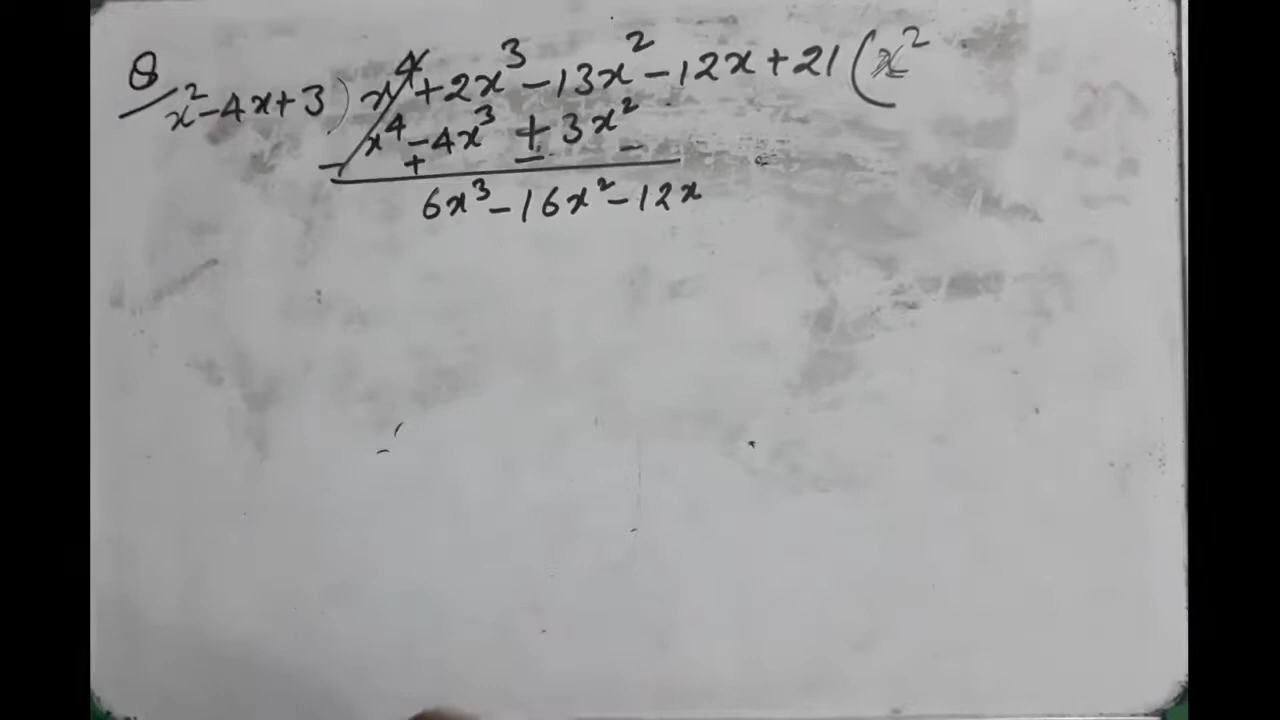 Q
x² - 4x + 3 ) x⁴ + 2x³ - 13x² - 12x + 21 ( x²
x⁴ - 4x³ + 3x²
- + -
6x³ - 16x² - 12x